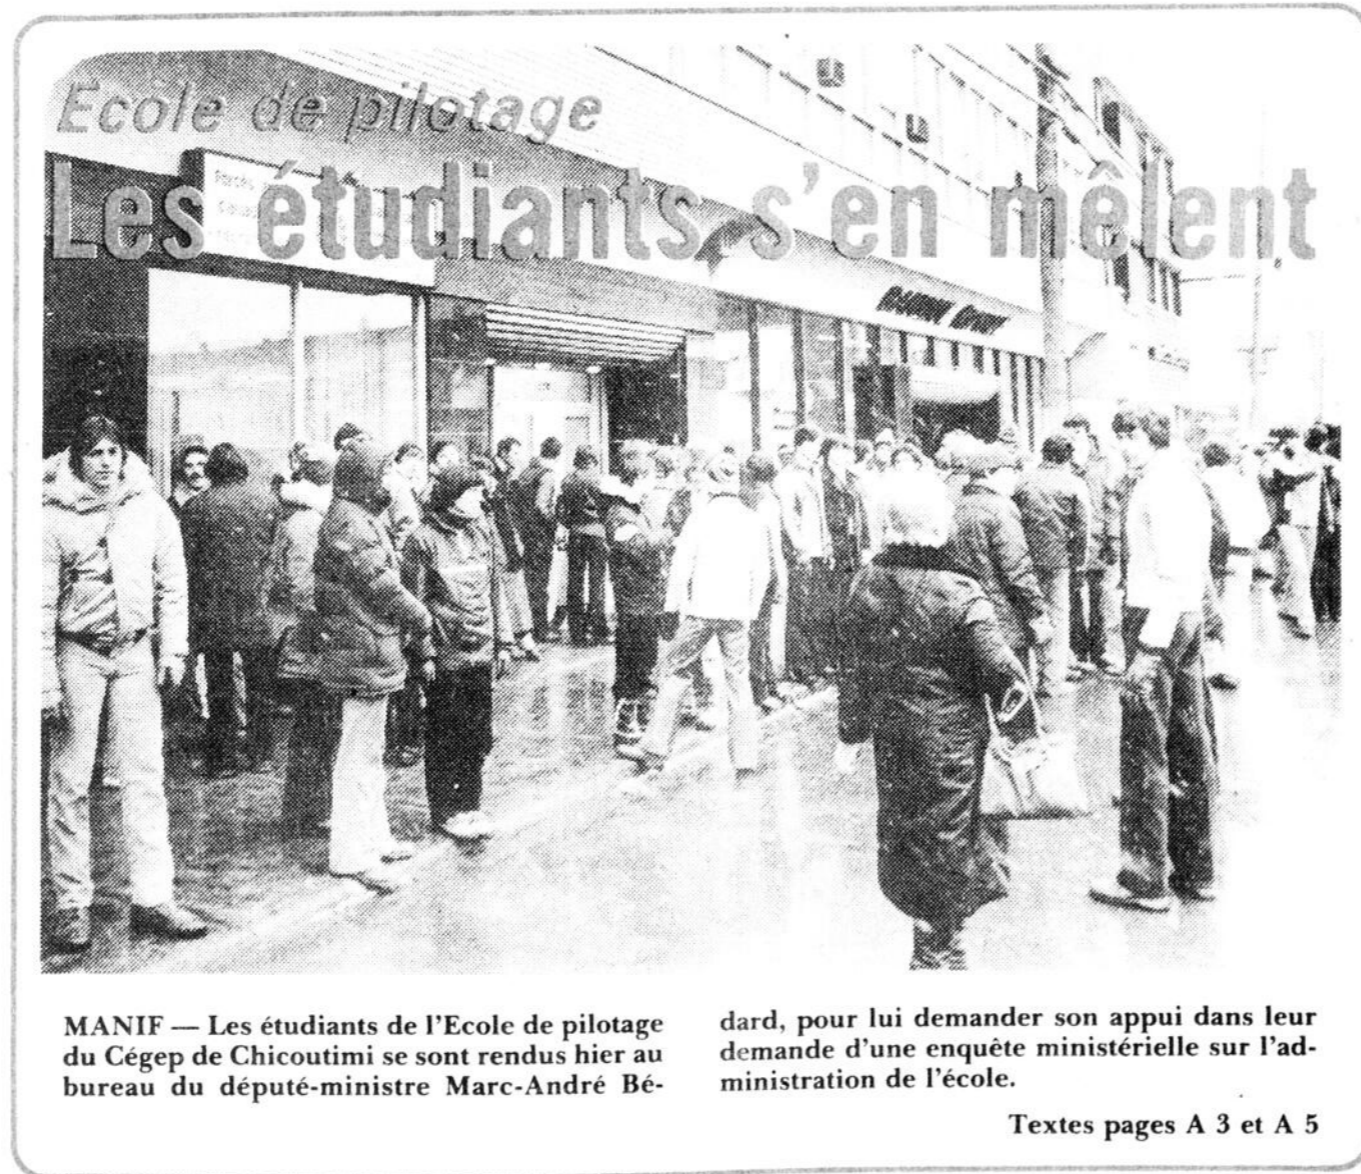 Ecole de pilotage
Les étudiants s'en mêlent
MANIF — Les étudiants de l'Ecole de pilotage
du Cégep de Chicoutimi se sont rendus hier au
bureau du député-ministre Marc-André Bé-
dard, pour lui demander son appui dans leur
demande d'une enquête ministérielle sur l'ad-
ministration de l'école.
Textes pages A 3 et A 5